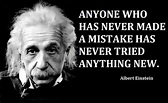 ANYONE WHO
HAS NEVER MADE
A MISTAKE HAS
NEVER TRIED
ANYTHING NEW.
Albert Einstein